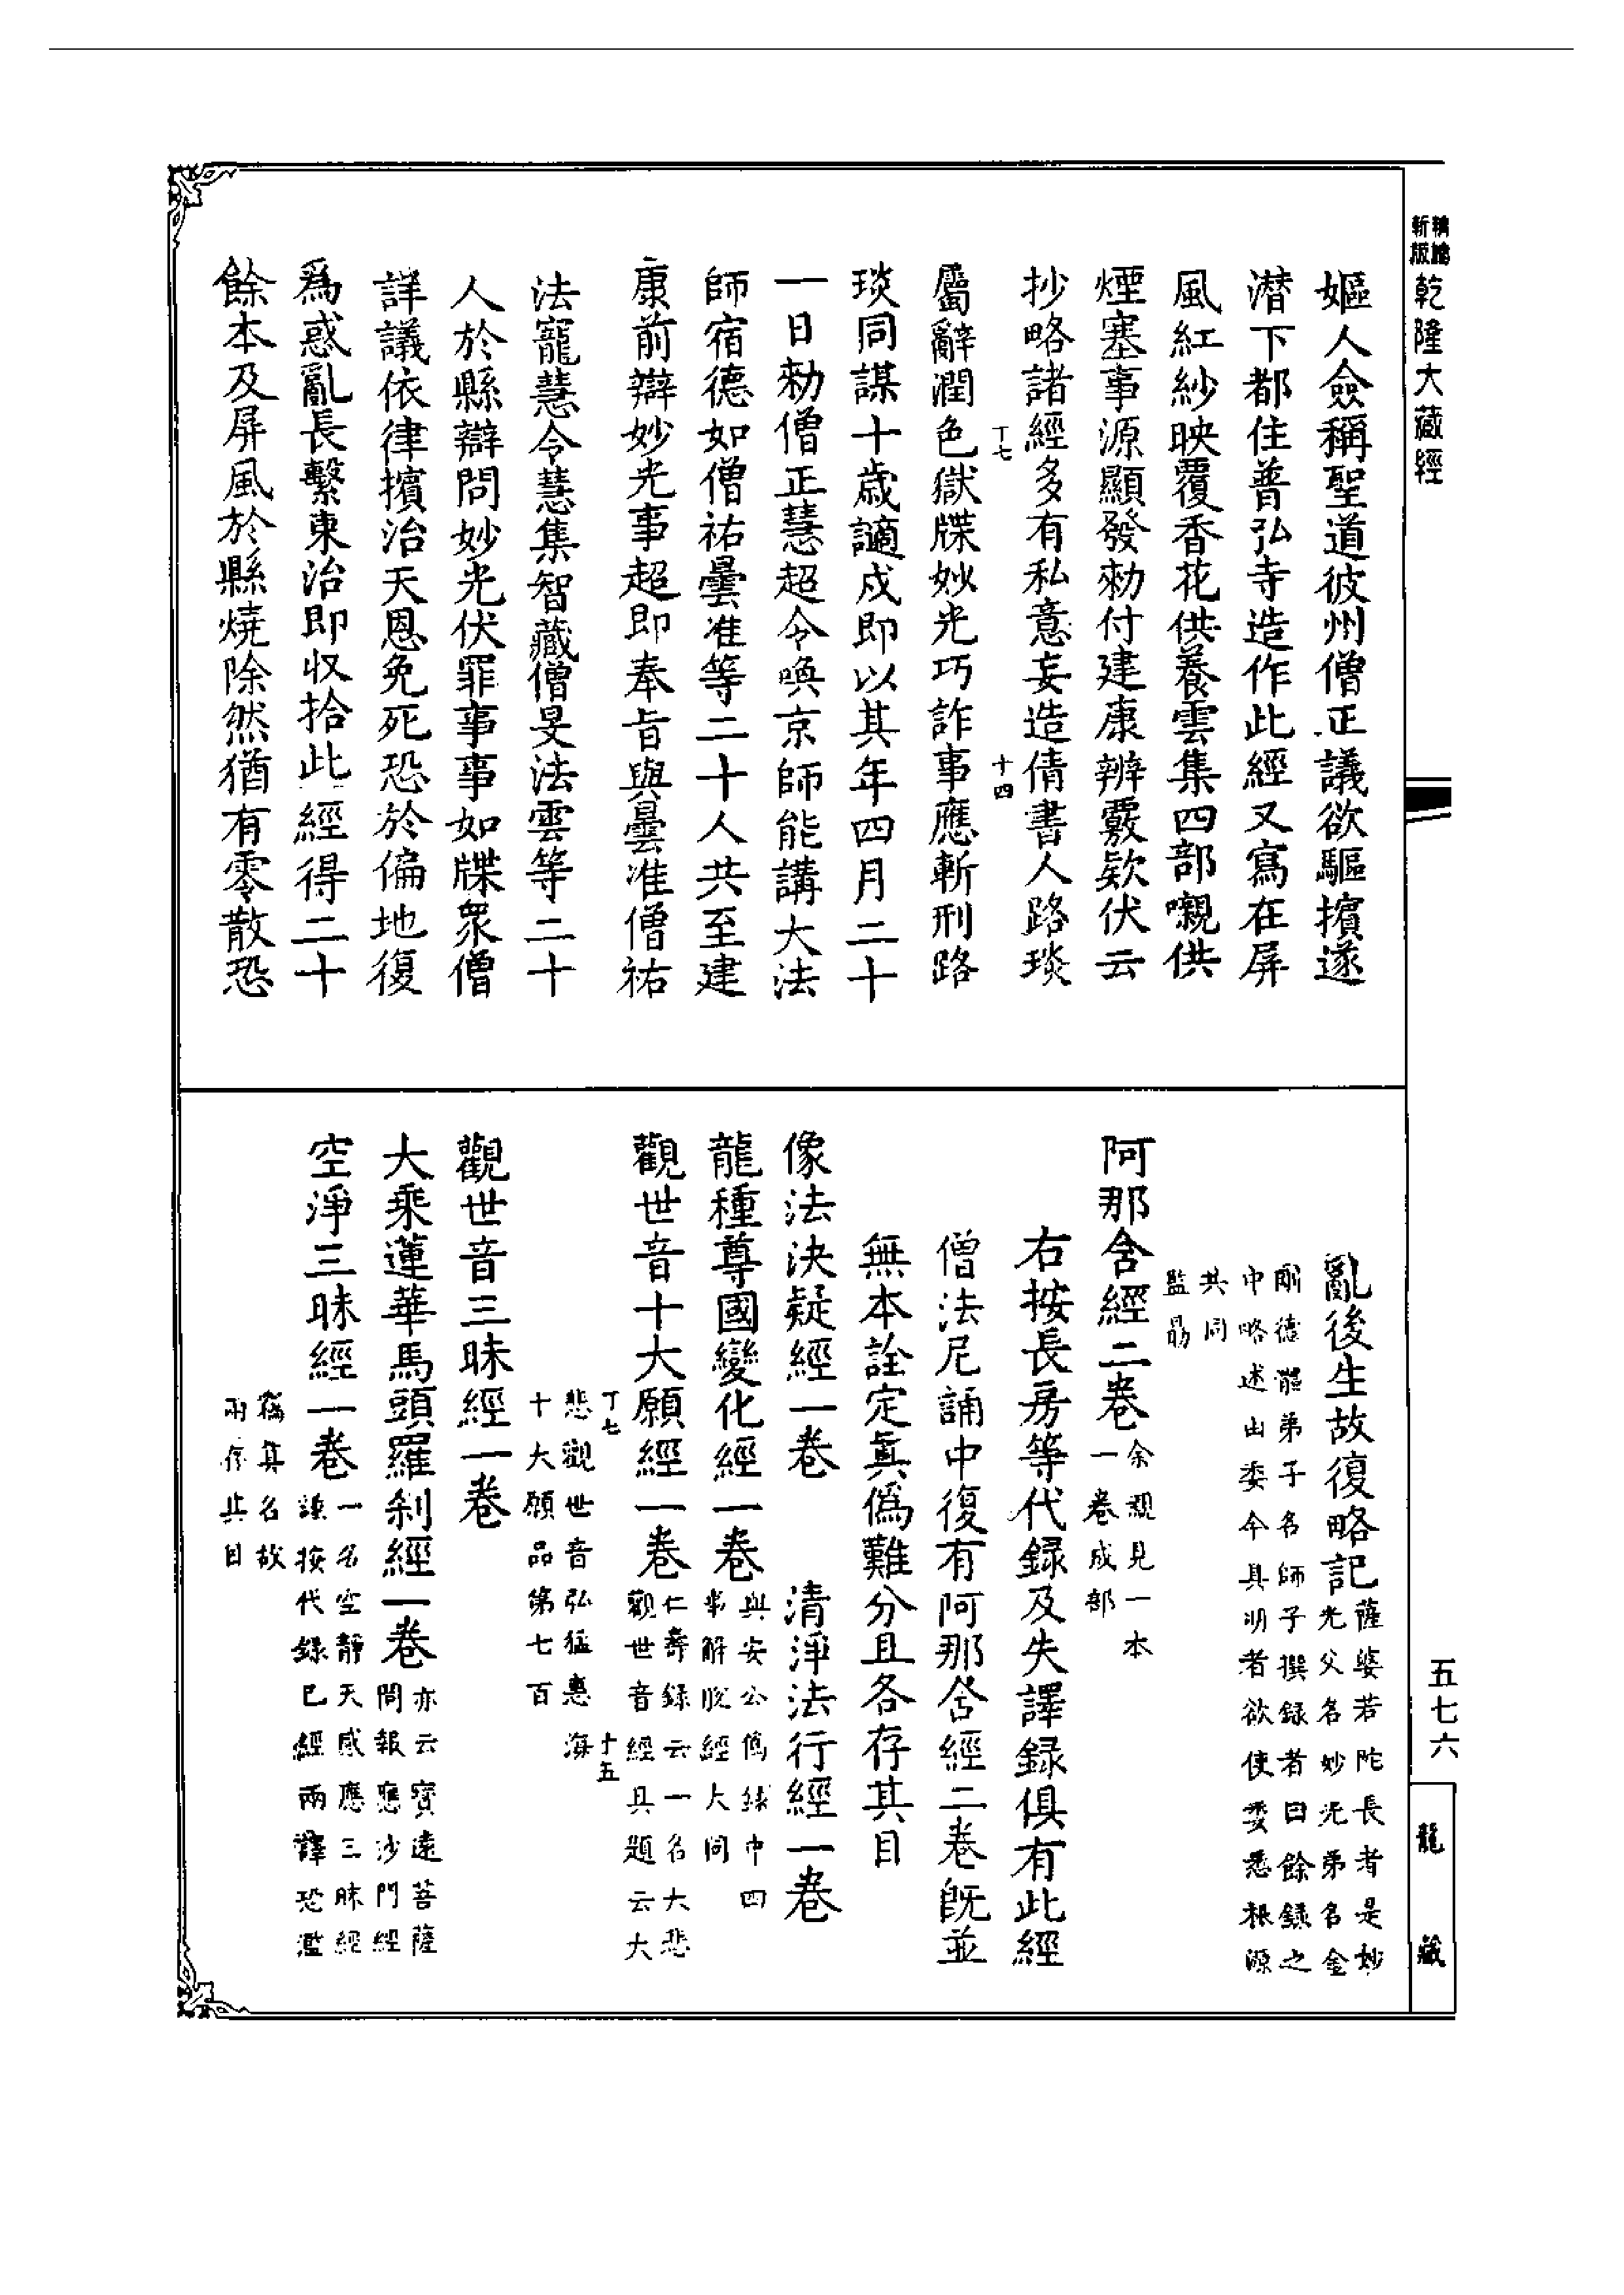 新版精縮乾隆大藏經
嫗人僉稱聖道彼州僧正議欲驅擯遂
潛下都住普弘寺造作此經又寫在屏
風紅紗映覆香花供養雲集四部嚫供
煙塞事源顯發勑付建康辨覈欵伏云
抄略諸經多有私意妄造倩書人路琰
丁七
十四
屬辭潤色獄牒妙光巧詐事應斬刑路
琰同謀十歲謫戍即以其年四月二十
一日勑僧正慧超令喚京師能講大法
師宿德如僧祐曇准等二十人共至建
康前辯妙光事超即奉旨與曇准僧祐
法寵慧令慧集智藏僧旻法雲等二十
人於縣辯問妙光伏罪事事如牒衆僧
詳議依律擯治天恩免死恐於偏地復
爲惑亂長繫東治即収拾此經得二十
餘本及屏風於縣燒除然猶有零散恐
亂後生故復略記
薩婆若陀長者是妙
光父名妙光弟名金
剛德體弟子名師子撰録者曰餘録之
中略述由委今具明者欲使委悉根源
共同
監勗
阿那含經二卷
余親見一本
一卷成部
右按長房等代録及失譯録俱有此經
僧法尼誦中復有阿那含經二卷旣並
無本詮定眞僞難分且各存其目
像法決疑經一卷　清淨法行經一卷
龍種尊國變化經一卷
與安公僞録中四
事解脫經大同
觀世音十大願經一卷
仁壽録云一名大悲
觀世音經具題云大
丁七
十五
悲觀世音弘猛慧海
十大願品第七百
觀世音三昧經一卷
大乘蓮華馬頭羅剎經一卷
亦云寶達菩薩
問報應沙門經
空淨三昧經一卷
一名空靜天感應三昧經
謹按代録已經兩譯恐濫
稱其名故
兩存其目
五七六
龍藏